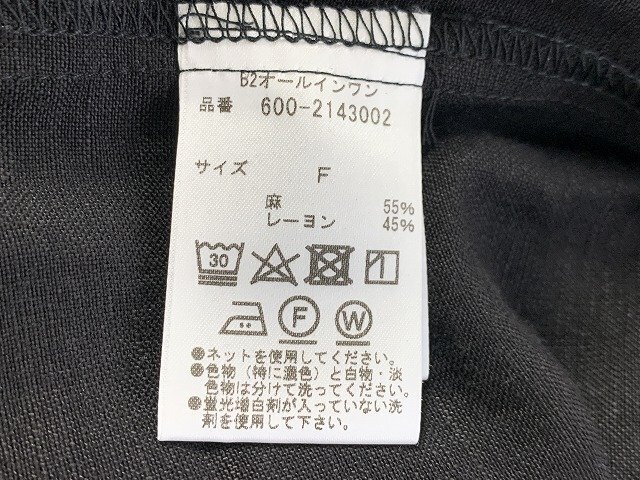 B2オールインワン
品番 600-2143002
サイズ F
麻 55%
レーヨン 45%
30
F W
●ネットを使用してください。
●色物（特に濃色）と白物・淡
色物は分けて洗ってください。
●蛍光増白剤が入っていない洗
剤を使用して下さい。